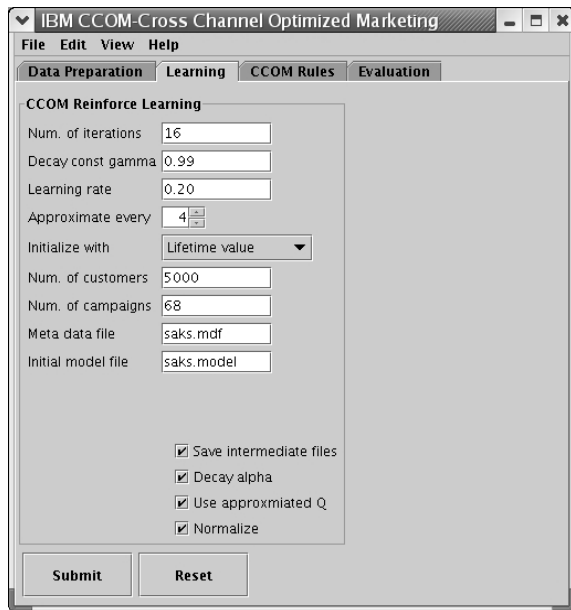 IBM CCOM-Cross Channel Optimized Marketing
File Edit View Help
Data Preparation Learning CCOM Rules Evaluation
CCOM Reinforce Learning
Num. of iterations 16
Decay const gamma 0.99
Learning rate 0.20
Approximate every 4
Initialize with Lifetime value
Num. of customers 5000
Num. of campaigns 68
Meta data file saks.mdf
Initial model file saks.model
Save intermediate files
Decay alpha
Use approxmiated Q
Normalize
Submit Reset